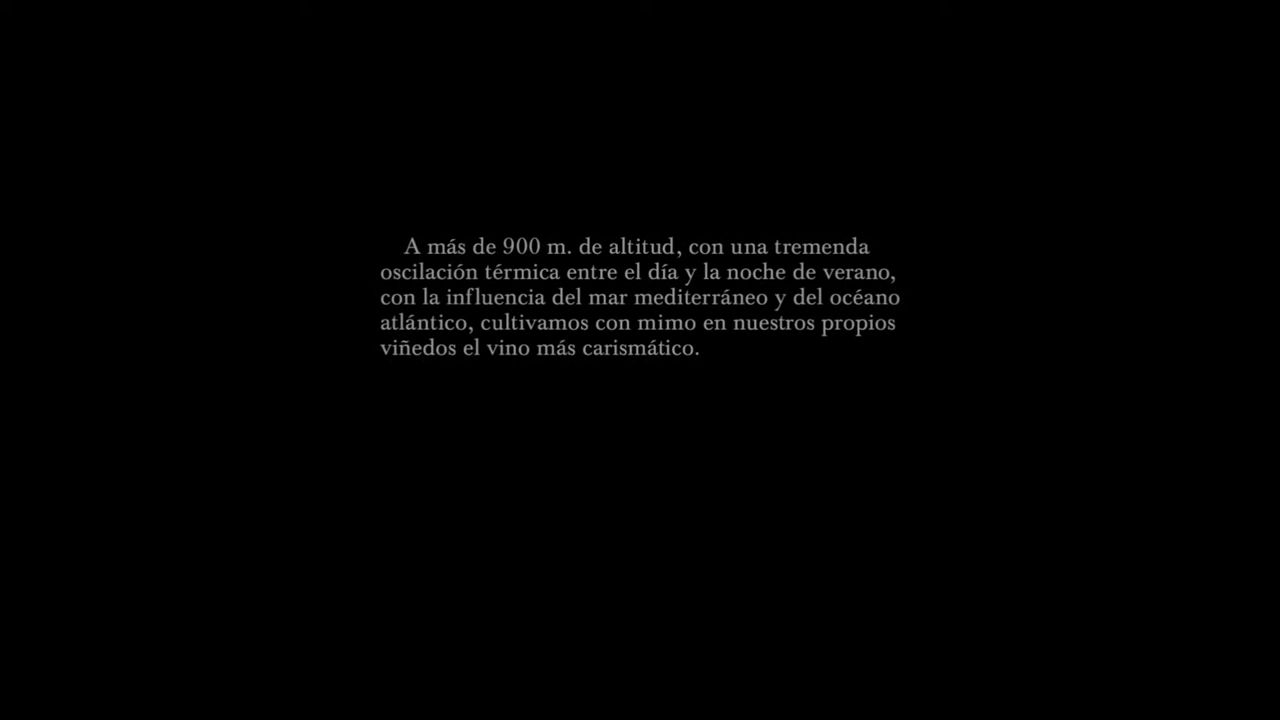 A más de 900 m. de altitud, con una tremenda
oscilación térmica entre el día y la noche de verano,
con la influencia del mar mediterráneo y del océano
atlántico, cultivamos con mimo en nuestros propios
viñedos el vino más carismático.